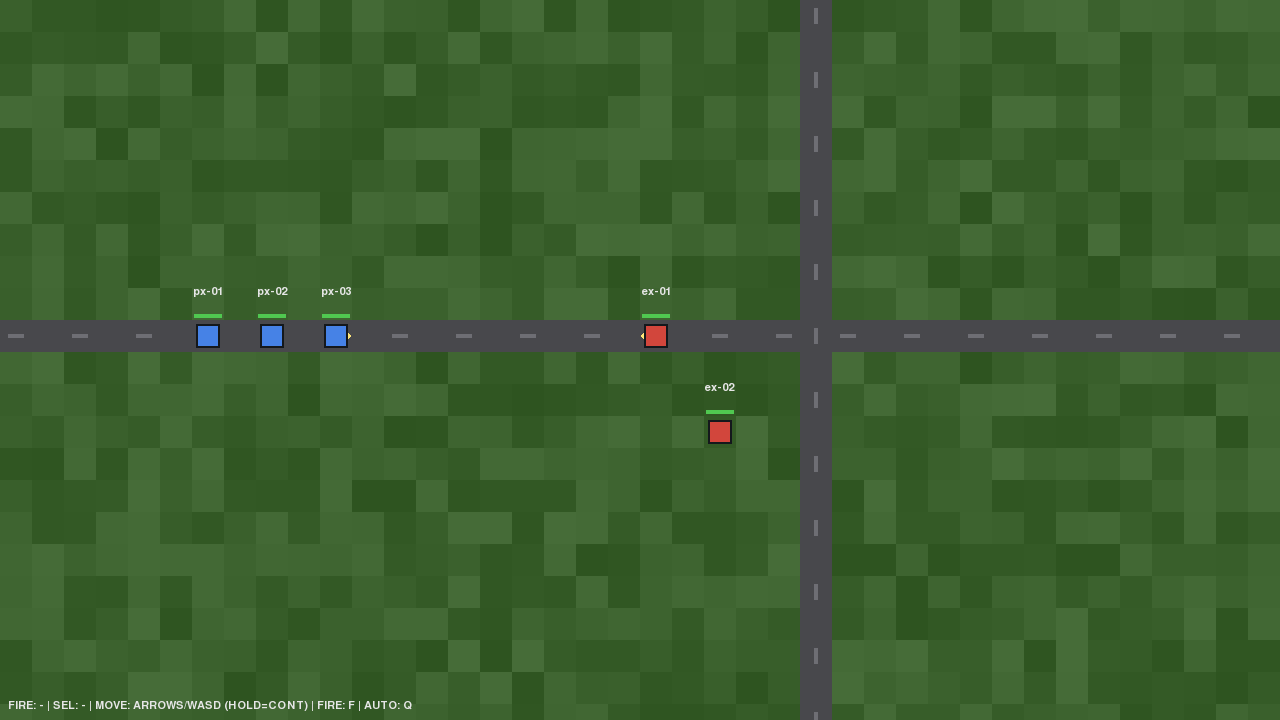 px-01 px-02 px-03 ex-01
ex-02
FIRE: - | SEL: - | MOVE: ARROWS/WASD (HOLD=CONT) | FIRE: F | AUTO: Q